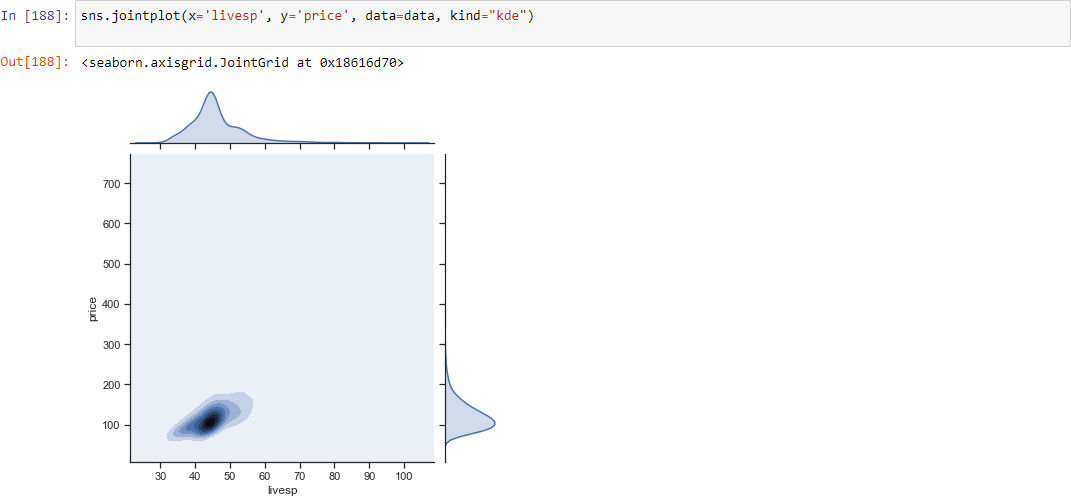 In [188]: sns.jointplot(x='livesp', y='price', data=data, kind="kde")
Out[188]: <seaborn.axisgrid.JointGrid at 0x18616d70>
700
600
500
400
300
200
100
price
30 40 50 60 70 80 90 100
livesp